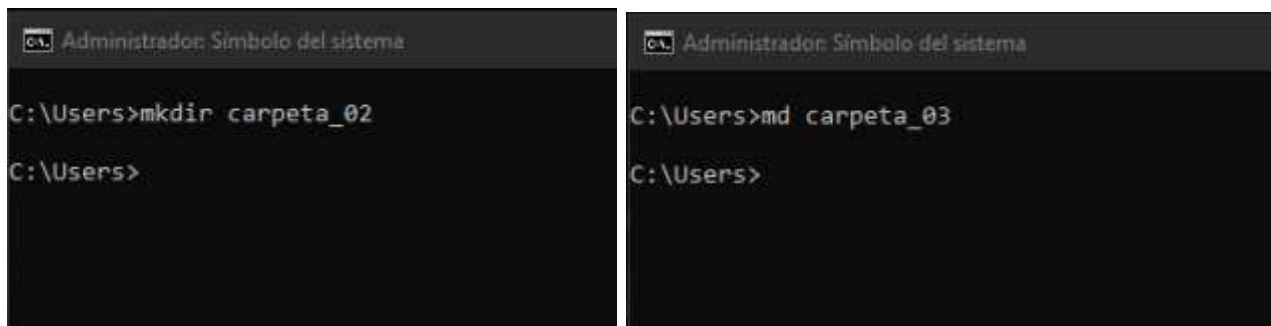 Administrador: Símbolo del sistema
C:\Users>mkdir carpeta_02
C:\Users>
Administrador: Símbolo del sistema
C:\Users>md carpeta_03
C:\Users>